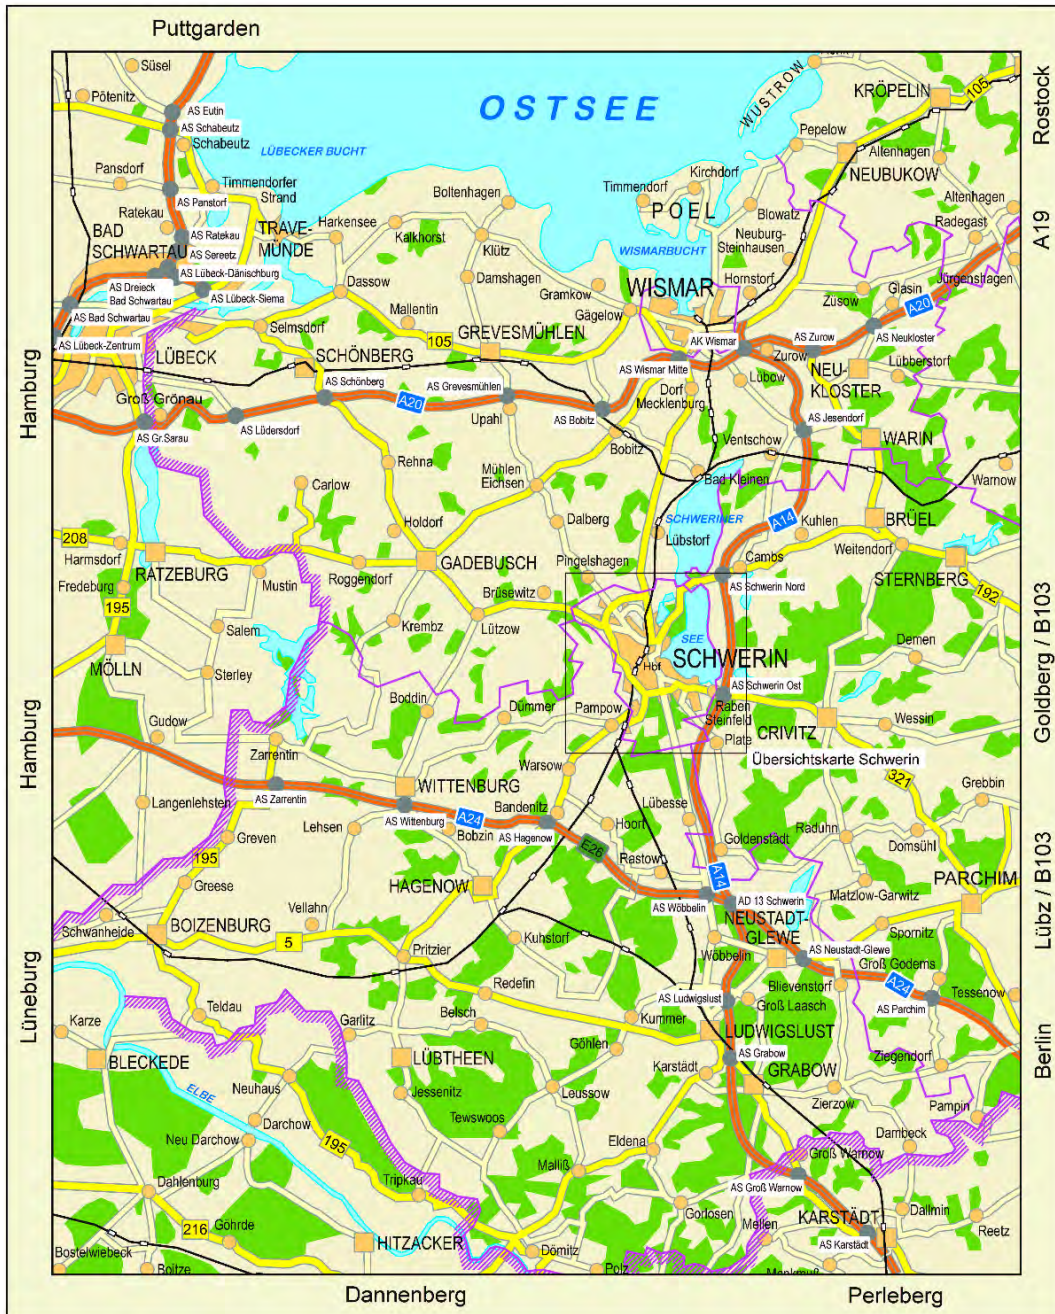 Puttgarden
Süsel
Pötenitz
AS Eutin
AS Schabeutz
Schabeutz
OSTSEE
WUSTROW
KRÖPELIN
105
Rostock
LÜBECKER BUCHT
Pepelow
Altenhagen
NEUBUKOW
Pansdorf
Timmendorfer
Strand
AS Panstorf
Boltenhagen
Timmendorf
Kirchdorf
POEL
Blowatz
Altenhagen
Radegast
A19
Ratekau
BAD
SCHWARTAU
AS Ratekau
AS Sereetz
TRAVE-
MÜNDE
Harkensee
Kalkhorst
Klütz
WISMARBUCHT
Neuburg-
Steinhausen
AS Lübeck-Dänischburg
AS Dreieck
Bad Schwartau
AS Lübeck-Siema
AS Bad Schwartau
AS Lübeck-Zentrum
Dassow
Damshagen
Gramkow
Gägelow
WISMAR
Hornstorf
Zusow
Glasin
Jürgenshagen
A20
Mallentin
Selmsdorf
105
GREVESMÜHLEN
AK Wismar
AS Zurow
AS Neukloster
Zurow
Hamburg
LÜBECK
SCHÖNBERG
AS Schönberg
AS Grevesmühlen
AS Wismar Mitte
Dorf
Mecklenburg
Lübow
NEU-
KLOSTER
Lübberstorf
Groß Grönau
A20
AS Gr.Sarau
AS Lüdersdorf
Upahl
AS Bobitz
Bobitz
AS Jesendorf
WARIN
Ventschow
Rehna
Mühlen
Eichsen
Bad Kleinen
Warnow
Carlow
Dalberg
SCHWERINER
A14
Kuhlen
BRÜEL
Holdorf
Lübstorf
Weitendorf
208
Harmsdorf
RATZEBURG
Mustin
Roggendorf
GADEBUSCH
Pingelshagen
Cambs
STERNBERG
Fredeburg
AS Schwerin Nord
192
195
Brüsewitz
Krembz
Lützow
Salem
SEE
Demen
MÖLLN
Sterley
Hbf
SCHWERIN
Goldberg / B103
AS Schwerin Ost
Boddin
Dümmer
Pampow
Raben
Steinfeld
Gudow
Wessin
CRIVITZ
Plate
Zarrentin
Übersichtskarte Schwerin
Hamburg
Warsow
321
Grebbin
Langenlehsten
AS Zarrentin
WITTENBURG
AS Wittenburg
A24
Bandenitz
Lübesse
Lehsen
Bobzin
AS Hagenow
Hoort
Raduhn
Domsühl
Greven
195
E26
Goldenstädt
Rastow
A14
Greese
HAGENOW
Matzlow-Garwitz
PARCHIM
Lübz / B103
AS Wöbbelin
AD 13 Schwerin
Schwanheide
BOIZENBURG
Vellahn
5
Pritzier
Kuhstorf
NEUSTADT-
GLEWE
Spornitz
Wöbbelin
AS Neustadt-Glewe
Groß Godems
Lüneburg
Redefin
Blievenstorf
A24
AS Parchim
Tessenow
Teldau
AS Ludwigslust
Groß Laasch
Karze
Garlitz
Belsch
Kummer
LUDWIGSLUST
BLECKEDE
LÜBTHEEN
Göhlen
AS Grabow
Ziegendorf
Berlin
Karstädt
GRABOW
Neuhaus
Jessenitz
Leussow
ELBE
Zierzow
Pampin
Darchow
Tewswoos
Neu Darchow
195
Eldena
Dambeck
Groß Warnow
Malliß
Dahlenburg
Tripkau
AS Groß Warnow
216
Göhrde
Gorlosen
KARSTÄDT
Dallmin
Reetz
Bostelwiebeck
HITZACKER
Mellen
AS Karstädt
Boitze
Dömitz
Polz
Dannenberg
Perleberg